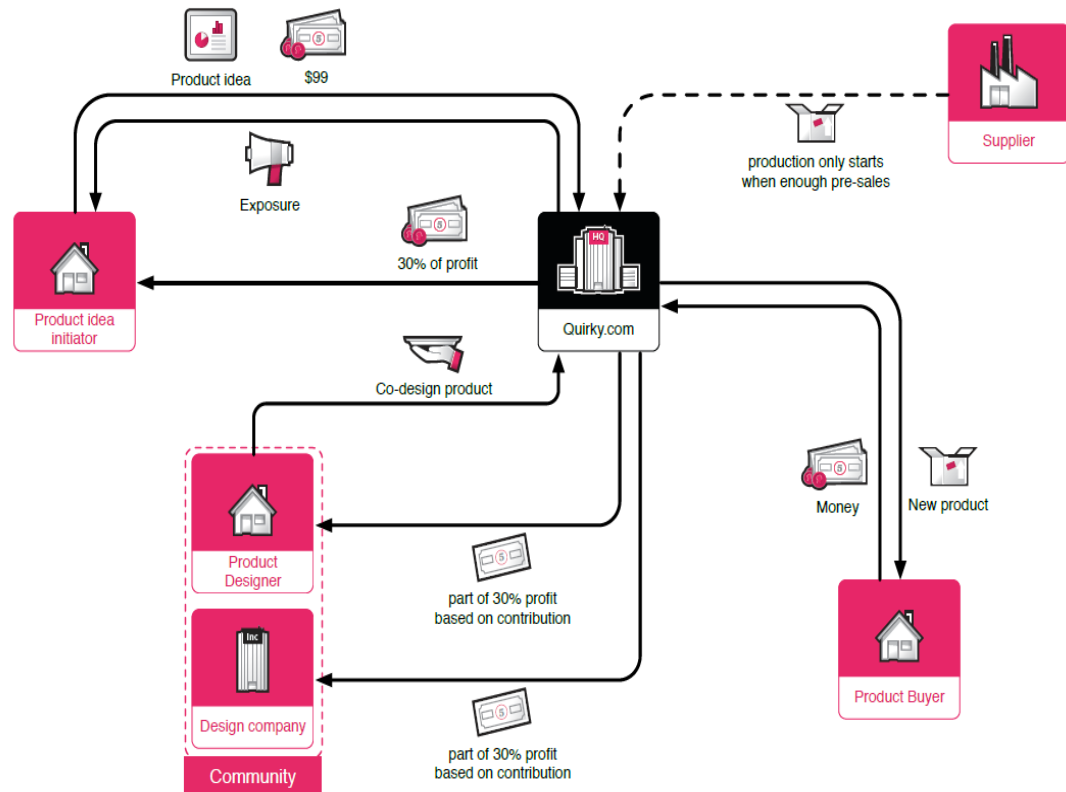 Product idea
$99
Exposure
Supplier
production only starts
when enough pre-sales
30% of profit
HQ
Quirky.com
Product idea
initiator
Co-design product
Product
Designer
part of 30% profit
based on contribution
Money
New product
Inc
Design company
part of 30% profit
based on contribution
Product Buyer
Community